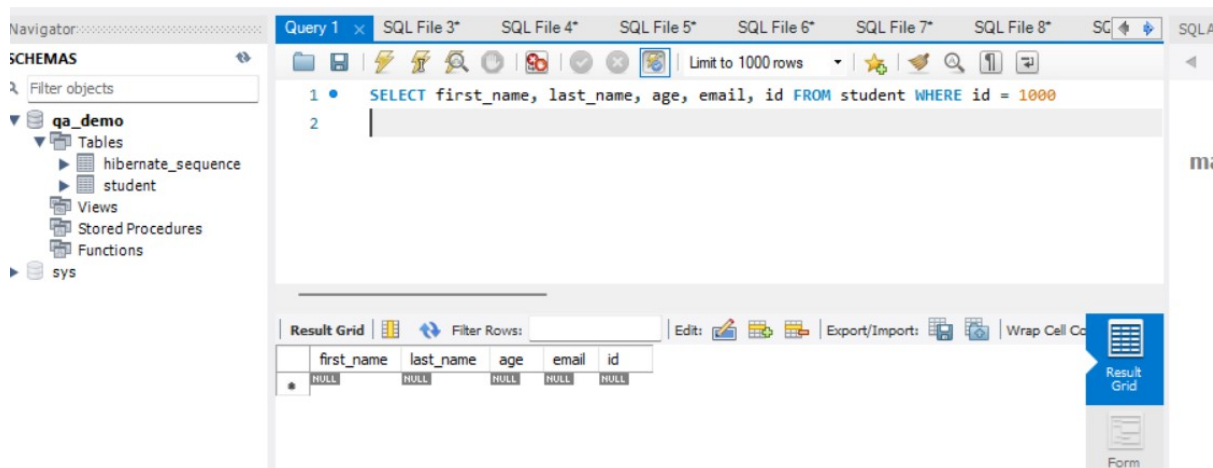 Navigator
SCHEMAS
Filter objects
qa_demo
Tables
hibernate_sequence
student
Views
Stored Procedures
Functions
sys
Query 1 SQL File 3* SQL File 4* SQL File 5* SQL File 6* SQL File 7* SQL File 8*
Limit to 1000 rows
1 SELECT first_name, last_name, age, email, id FROM student WHERE id = 1000
2
Result Grid Filter Rows: Edit: Export/Import: Wrap Cell
first_name last_name age email id
NULL NULL NULL NULL NULL
Result
Grid
Form